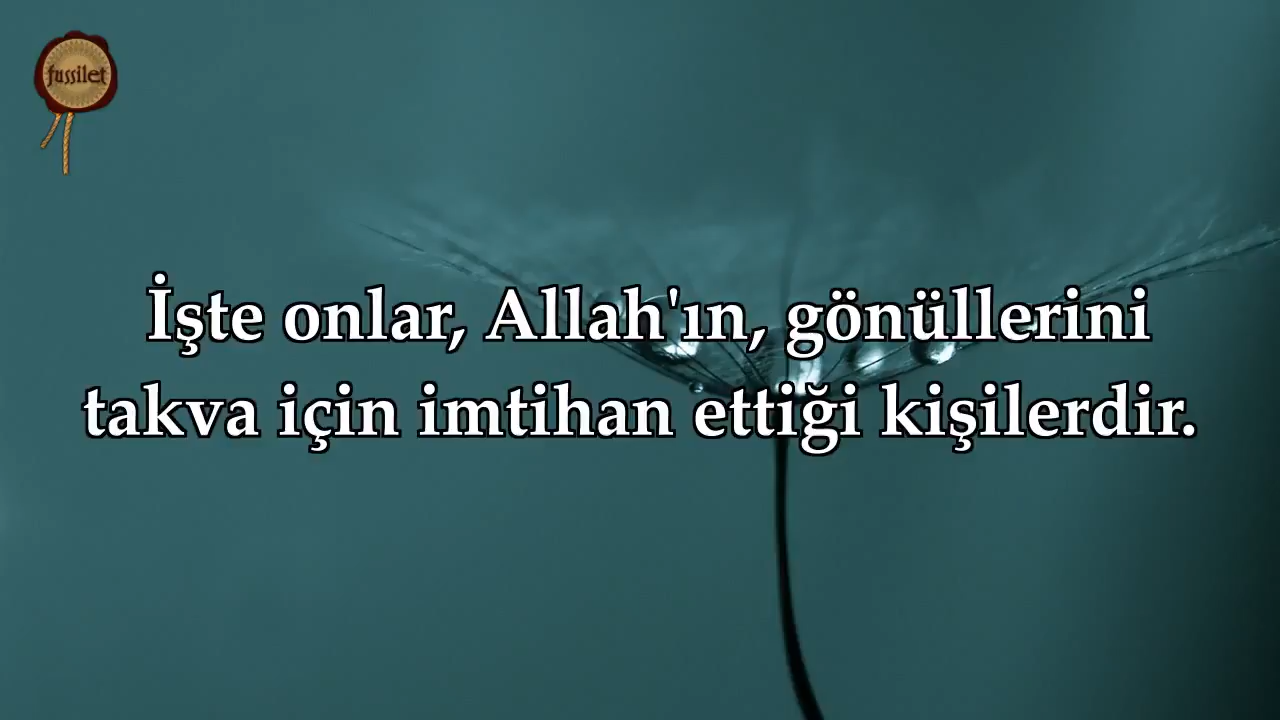 fussilet
İşte onlar, Allah'ın, gönüllerini
takva için imtihan ettiği kişilerdir.